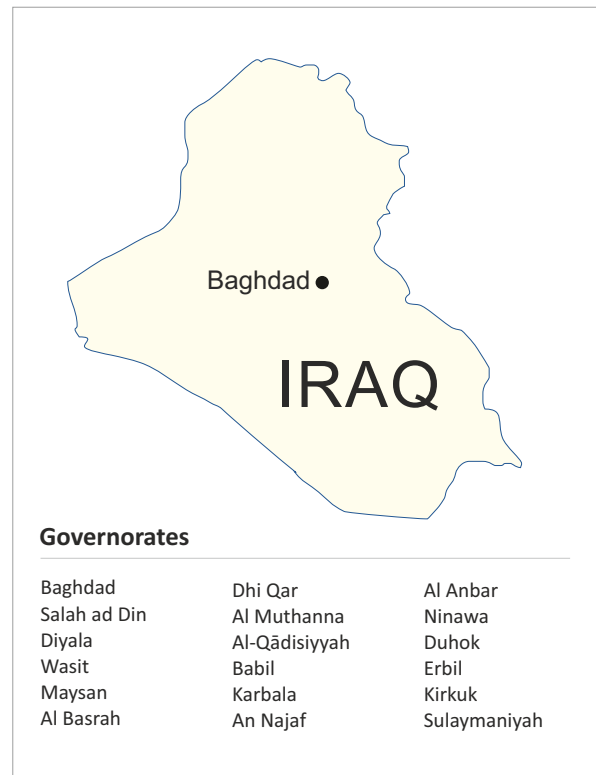 Baghdad
IRAQ
Governorates
Baghdad
Salah ad Din
Diyala
Wasit
Maysan
Al Basrah
Dhi Qar
Al Muthanna
Al-Qādisiyyah
Babil
Karbala
An Najaf
Al Anbar
Ninawa
Duhok
Erbil
Kirkuk
Sulaymaniyah